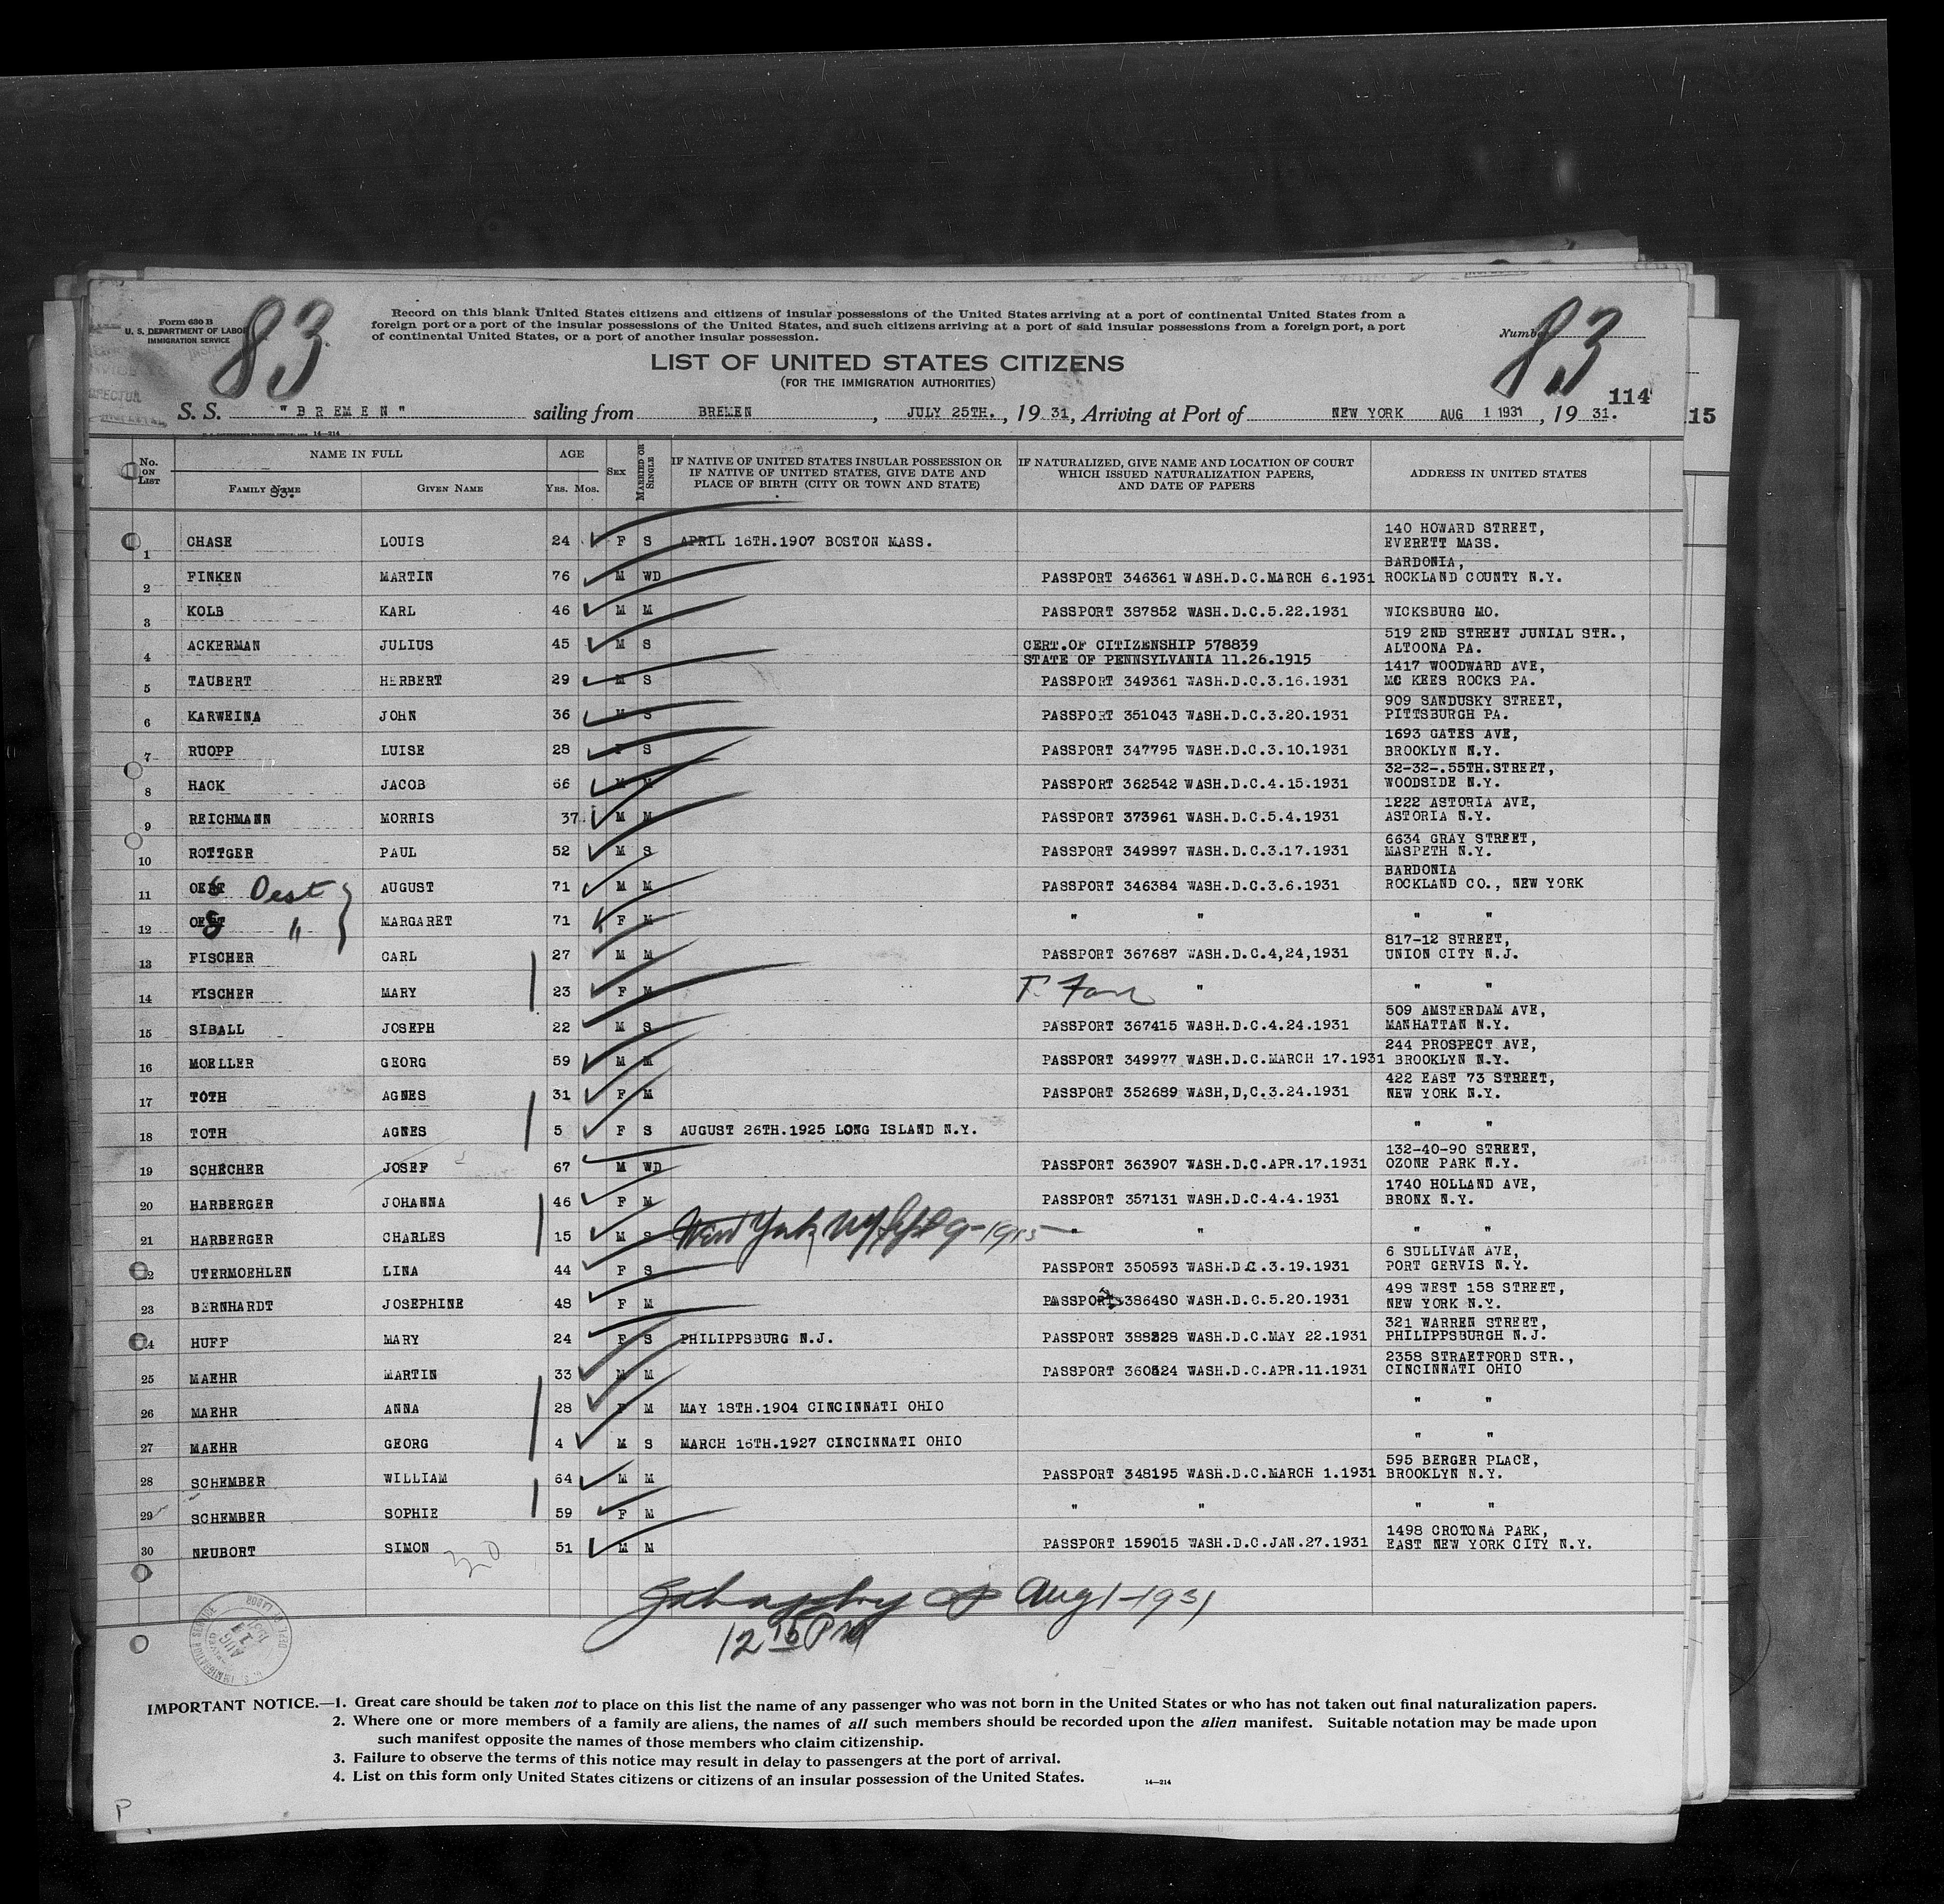 Form 630 B
U. S. DEPARTMENT OF LABOR
IMMIGRATION SERVICE
83
Record on this blank United States citizens and citizens of insular possessions of the United States arriving at a port of continental United States from a
foreign port or a port of the insular possessions of the United States, and such citizens arriving at a port of said insular possessions from a foreign port, a port
of continental United States, or a port of another insular possession.
Number
83
LIST OF UNITED STATES CITIZENS
(FOR THE IMMIGRATION AUTHORITIES)
114
115
S. S. "BREMEN" sailing from BREMEN, JULY 25TH., 19 31, Arriving at Port of NEW YORK AUG 1 1931, 19 31.
No. ON LIST
NAME IN FULL
FAMILY NAME
GIVEN NAME
AGE
YRS. MOS.
SEX
MARRIED OR SINGLE
IF NATIVE OF UNITED STATES INSULAR POSSESSION OR
IF NATIVE OF UNITED STATES, GIVE DATE AND
PLACE OF BIRTH (CITY OR TOWN AND STATE)
IF NATURALIZED, GIVE NAME AND LOCATION OF COURT
WHICH ISSUED NATURALIZATION PAPERS,
AND DATE OF PAPERS
ADDRESS IN UNITED STATES
1 CHASE LOUIS 24 F S APRIL 16TH.1907 BOSTON MASS. 140 HOWARD STREET,
EVERETT MASS.
2 FINKEN MARTIN 76 M WD PASSPORT 346361 WASH.D.C.MARCH 6.1931 BARDONIA,
ROCKLAND COUNTY N.Y.
3 KOLB KARL 46 M M PASSPORT 387852 WASH.D.C.5.22.1931 WICKSBURG MO.
4 ACKERMAN JULIUS 45 M S CERT.OF CITIZENSHIP 578839 519 2ND STREET JUNIAL STR.,
STATE OF PENNSYLVANIA 11.26.1915 ALTOONA PA.
5 TAUBERT HERBERT 29 M S PASSPORT 349361 WASH.D.C.3.16.1931 1417 WOODWARD AVE,
MC KEES ROCKS PA.
6 KARWEINA JOHN 36 M S PASSPORT 351043 WASH.D.C.3.20.1931 909 SANDUSKY STREET,
PITTSBURGH PA.
7 RUOPP LUISE 28 F S PASSPORT 347795 WASH.D.C.3.10.1931 1693 GATES AVE,
BROOKLYN N.Y.
8 HACK JACOB 66 M M PASSPORT 362542 WASH.D.C.4.15.1931 32-32-.55TH.STREET,
WOODSIDE N.Y.
9 REICHMANN MORRIS 37 M M PASSPORT 373961 WASH.D.C.5.4.1931 1222 ASTORIA AVE,
ASTORIA N.Y.
10 ROTTGER PAUL 52 M S PASSPORT 349897 WASH.D.C.3.17.1931 6634 GRAY STREET,
MASPETH N.Y.
11 Oest AUGUST 71 M M PASSPORT 346384 WASH.D.C.3.6.1931 BARDONIA
ROCKLAND CO., NEW YORK
12 " MARGARET 71 F M " " " "
13 FISCHER CARL 27 M M PASSPORT 367687 WASH.D.C.4,24,1931 817-12 STREET,
UNION CITY N.J.
14 FISCHER MARY 23 F M " " "
15 SIBALL JOSEPH 22 M S PASSPORT 367415 WASH.D.C.4.24.1931 509 AMSTERDAM AVE,
MANHATTAN N.Y.
16 MOELLER GEORG 59 M M PASSPORT 349977 WASH.D.C.MARCH 17.1931 244 PROSPECT AVE,
BROOKLYN N.Y.
17 TOTH AGNES 31 F M PASSPORT 352689 WASH,D,C.3.24.1931 422 EAST 73 STREET,
NEW YORK N.Y.
18 TOTH AGNES 5 F S AUGUST 26TH.1925 LONG ISLAND N.Y. " "
19 SCHECHER JOSEF 67 M WD PASSPORT 363907 WASH.D.C.APR.17.1931 132-40-90 STREET,
OZONE PARK N.Y.
20 HARBERGER JOHANNA 46 F M PASSPORT 357131 WASH.D.C.4.4.1931 1740 HOLLAND AVE,
BRONX N.Y.
21 HARBERGER CHARLES 15 M S New York NY Sept 9-1915 " " " "
22 UTERMOEHLEN LINA 44 F S PASSPORT 350593 WASH.D.C.3.19.1931 6 SULLIVAN AVE,
PORT GERVIS N.Y.
23 BERNHARDT JOSEPHINE 48 F M PASSPORT 386480 WASH.D.C.5.20.1931 498 WEST 158 STREET,
NEW YORK N.Y.
24 HUFF MARY 24 F S PHILIPPSBURG N.J. PASSPORT WASH.D.C.MAY 22.1931 321 WARREN STREET,
PHILIPPSBURGH N.J.
25 MAEHR MARTIN 33 M M PASSPORT WASH.D.C.APR.11.1931 2358 STRAETFORD STR.,
CINCINNATI OHIO
26 MAEHR ANNA 28 F M MAY 18TH.1904 CINCINNATI OHIO " "
27 MAEHR GEORG 4 M S MARCH 16TH.1927 CINCINNATI OHIO " "
28 SCHEMBER WILLIAM 64 M M PASSPORT 348195 WASH.D.C.MARCH 1.1931 595 BERGER PLACE,
BROOKLYN N.Y.
29 SCHEMBER SOPHIE 59 F M " " " "
30 NEUBORT SIMON 51 M M PASSPORT 159015 WASH.D.C.JAN.27.1931 1498 CROTONA PARK,
EAST NEW YORK CITY N.Y.
30
Aug 1-1931
12 15 PM
IMPORTANT NOTICE.—1. Great care should be taken not to place on this list the name of any passenger who was not born in the United States or who has not taken out final naturalization papers.
2. Where one or more members of a family are aliens, the names of all such members should be recorded upon the alien manifest. Suitable notation may be made upon
such manifest opposite the names of those members who claim citizenship.
3. Failure to observe the terms of this notice may result in delay to passengers at the port of arrival.
4. List on this form only United States citizens or citizens of an insular possession of the United States.
14—214
P